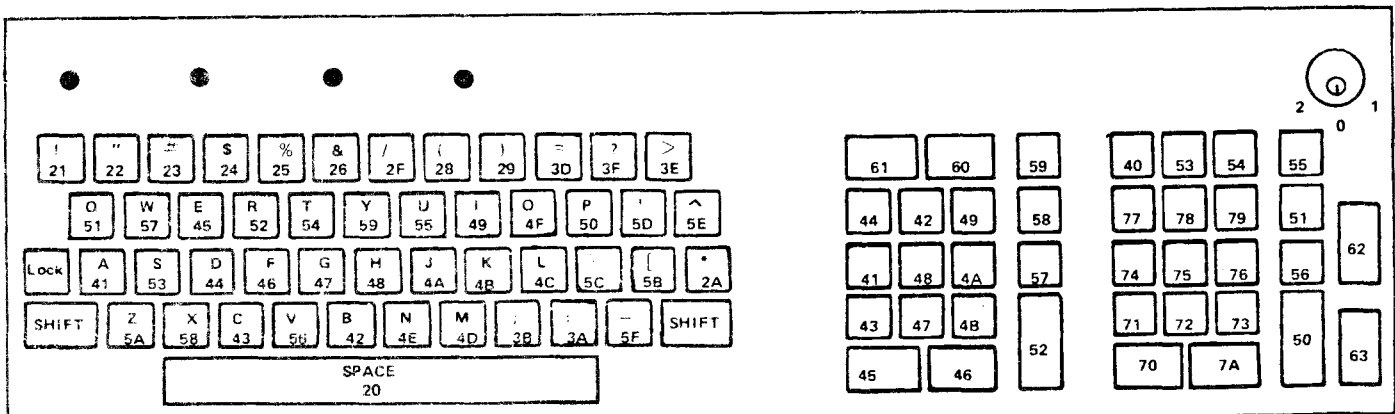 2 1
0
! " # $ % & / ( ) = ? >
21 22 23 24 25 26 2F 28 29 3D 3F 3E 61 60 59 40 53 54 55
Q W E R T Y U I O P ^
51 57 45 52 54 59 55 49 4F 50 5D 5E 44 42 49 58 77 78 79 51
62
Lock A S D F G H J K L [ *
41 53 44 46 47 48 4A 4B 4C 5C 5B 2A 41 48 4A 57 74 75 76 56
SHIFT Z X C V B N M ; : _ SHIFT
5A 58 43 56 42 4E 4D 2B 3A 5F 43 47 4B 52 71 72 73 50 63
SPACE
20 45 46 70 7A